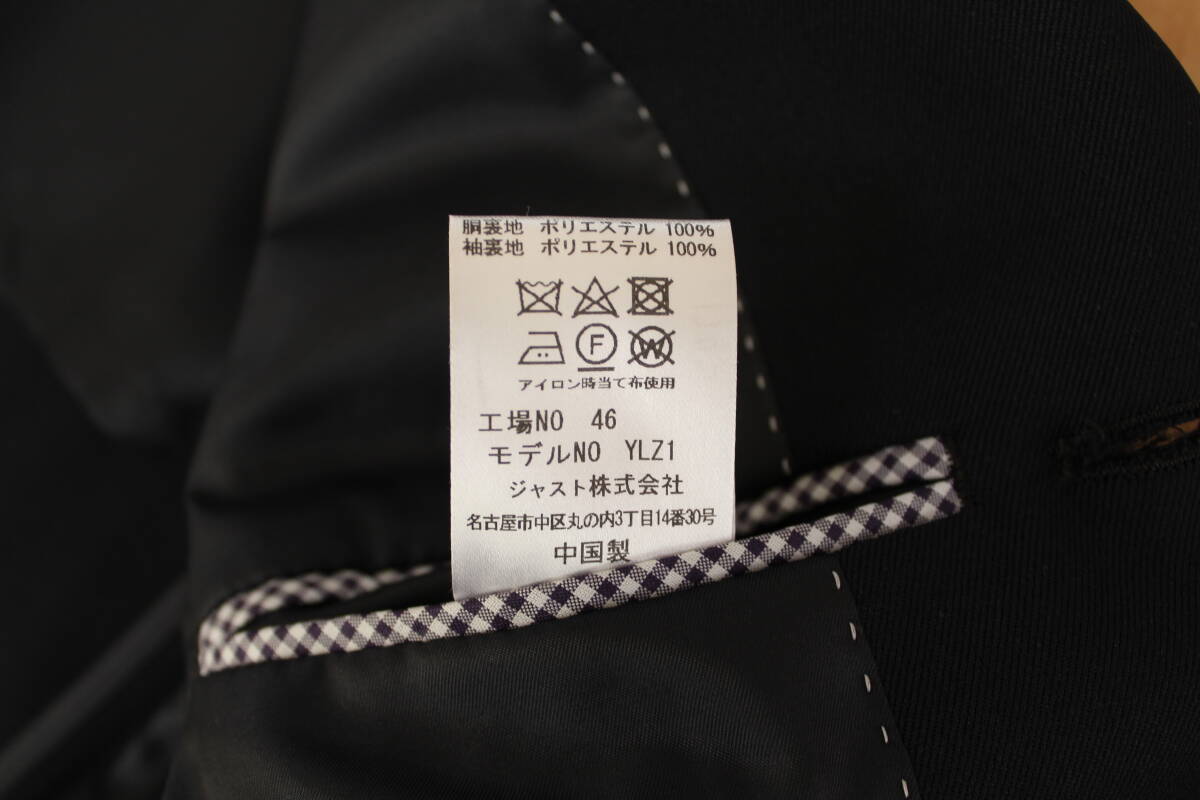 胴裏地 ポリエステル 100%
袖裏地 ポリエステル 100%
F W
アイロン時当て布使用
工場NO 46
モデルNO YLZ1
ジャスト株式会社
名古屋市中区丸の内3丁目14番30号
中国製